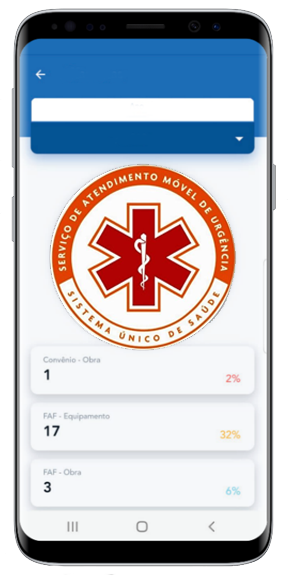 SERVIÇO DE ATENDIMENTO MÓVEL DE URGÊNCIA
SISTEMA ÚNICO DE SAÚDE
Convênio - Obra
1
2%
FAF - Equipamento
17
32%
FAF - Obra
3
6%